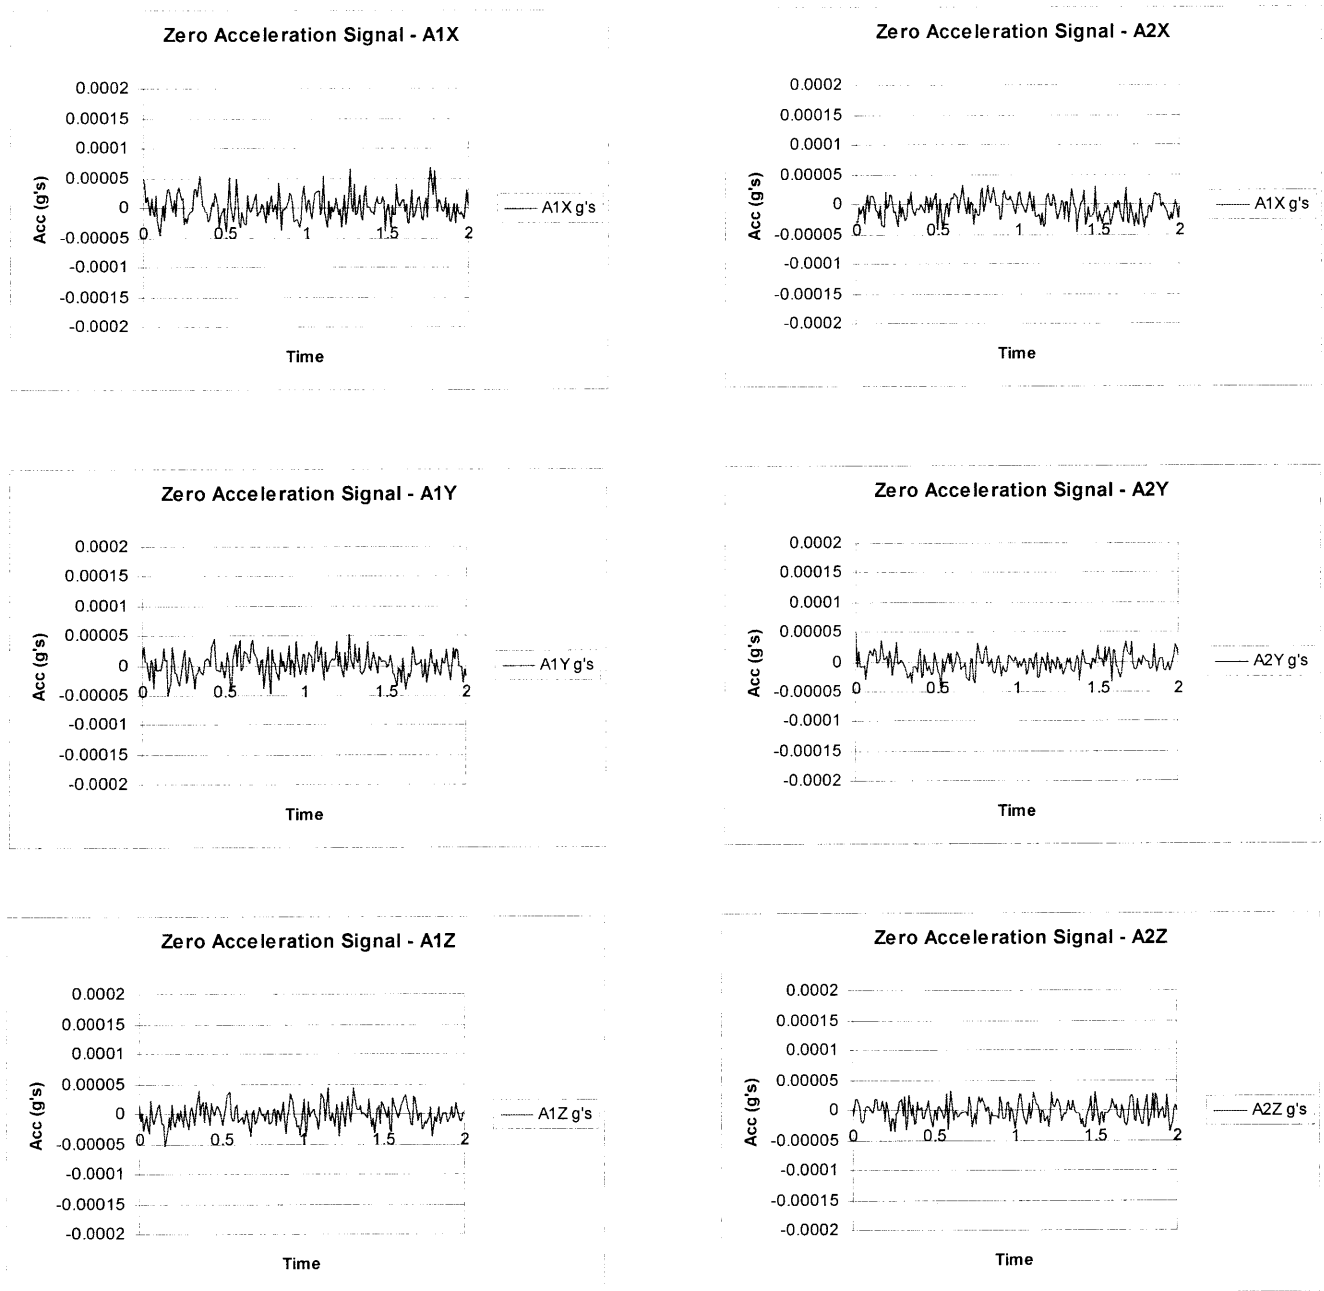 Zero Acceleration Signal - A1X
0.0002
0.00015
0.0001
0.00005
0
-0.00005
-0.0001
-0.00015
-0.0002
Acc (g's)
0 0.5 1 1.5 2
Time
A1X g's
Zero Acceleration Signal - A2X
0.0002
0.00015
0.0001
0.00005
0
-0.00005
-0.0001
-0.00015
-0.0002
Acc (g's)
0 0.5 1 1.5 2
Time
A1X g's
Zero Acceleration Signal - A1Y
0.0002
0.00015
0.0001
0.00005
0
-0.00005
-0.0001
-0.00015
-0.0002
Acc (g's)
0 0.5 1 1.5 2
Time
A1Y g's
Zero Acceleration Signal - A2Y
0.0002
0.00015
0.0001
0.00005
0
-0.00005
-0.0001
-0.00015
-0.0002
Acc (g's)
0 0.5 1 1.5 2
Time
A2Y g's
Zero Acceleration Signal - A1Z
0.0002
0.00015
0.0001
0.00005
0
-0.00005
-0.0001
-0.00015
-0.0002
Acc (g's)
0 0.5 1 1.5 2
Time
A1Z g's
Zero Acceleration Signal - A2Z
0.0002
0.00015
0.0001
0.00005
0
-0.00005
-0.0001
-0.00015
-0.0002
Acc (g's)
0 0.5 1 1.5 2
Time
A2Z g's